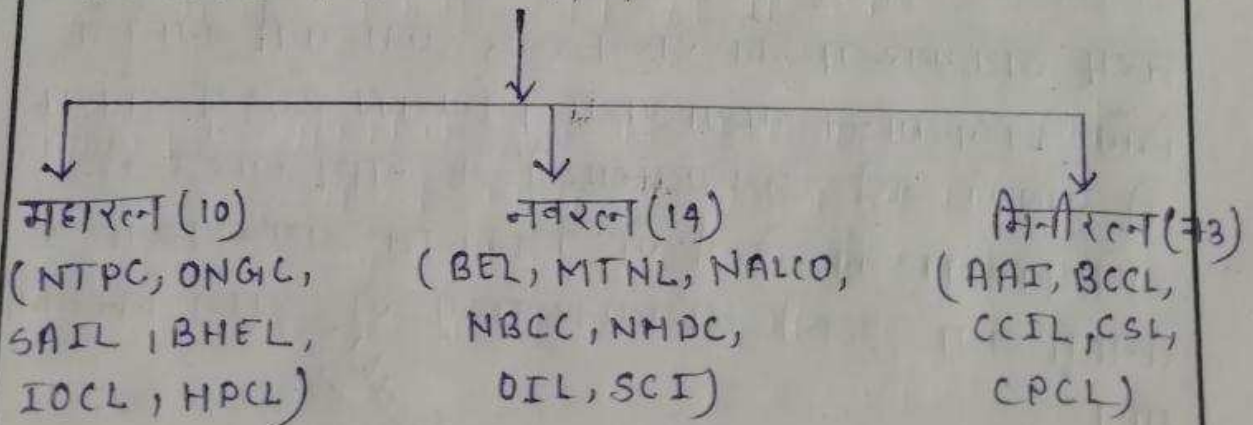 महारत्न (10)
(NTPC, ONGC,
SAIL, BHEL,
IOCL, HPCL)
नवरत्न (14)
(BEL, MTNL, NALCO,
NBCC, NMDC,
OIL, SCI)
मिनीरत्न (73)
(AAI, BCCL,
CCIL, CSL,
CPCL)